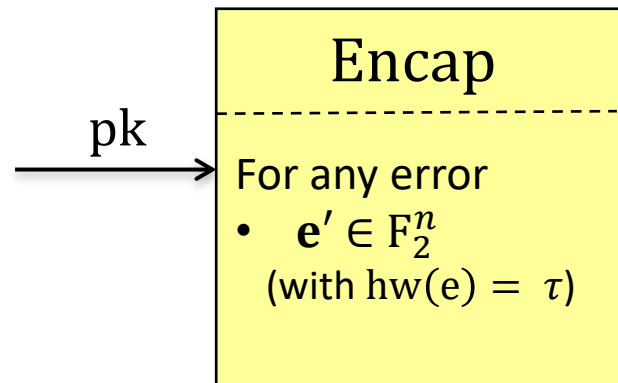 Encap
pk
For any error
• 𝐞′ ∈ F₂ⁿ
(with hw(e) = τ)